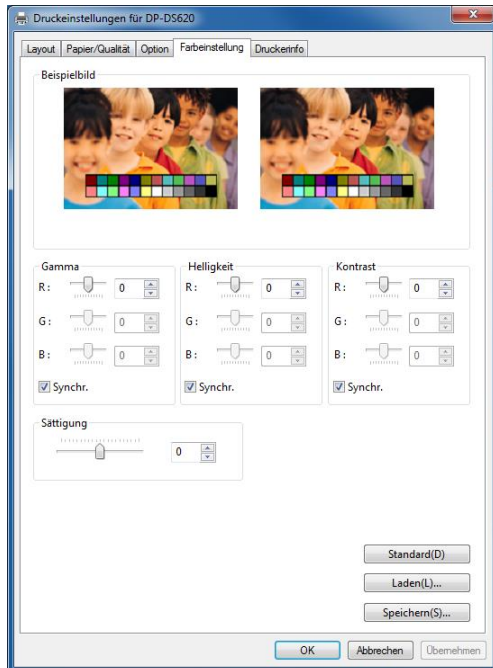 Druckeinstellungen für DP-DS620
Layout Papier/Qualität Option Farbeinstellung Druckerinfo
Beispielbild
Gamma Helligkeit Kontrast
R : 0 R : 0 R : 0
G : 0 G : 0 G : 0
B : 0 B : 0 B : 0
Synchr. Synchr. Synchr.
Sättigung
0
Standard(D)
Laden(L)...
Speichern(S)...
OK Abbrechen Übernehmen